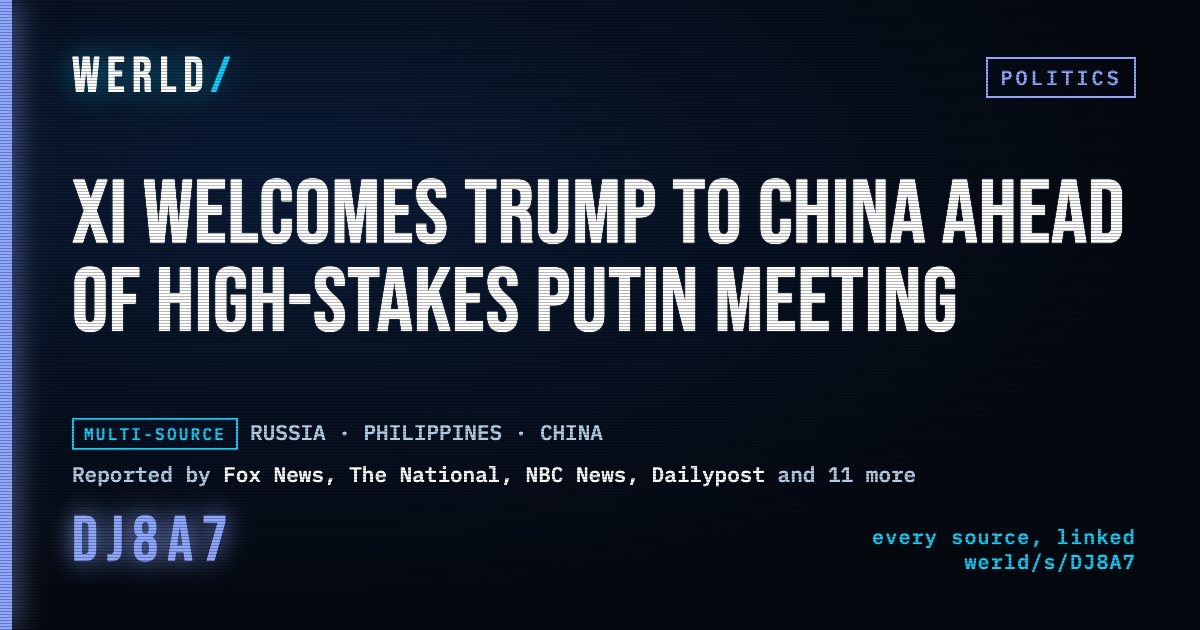 WERLD/
POLITICS
XI WELCOMES TRUMP TO CHINA AHEAD
OF HIGH-STAKES PUTIN MEETING
MULTI-SOURCE RUSSIA · PHILIPPINES · CHINA
Reported by Fox News, The National, NBC News, Dailypost and 11 more
DJ8A7
every source, linked
werld/s/DJ8A7